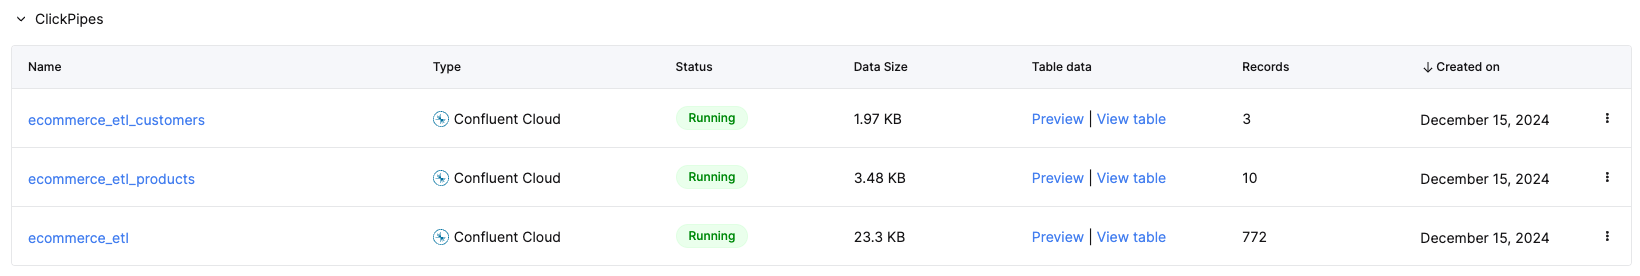 ClickPipes
Name Type Status Data Size Table data Records ↓ Created on
ecommerce_etl_customers Confluent Cloud Running 1.97 KB Preview | View table 3 December 15, 2024
ecommerce_etl_products Confluent Cloud Running 3.48 KB Preview | View table 10 December 15, 2024
ecommerce_etl Confluent Cloud Running 23.3 KB Preview | View table 772 December 15, 2024